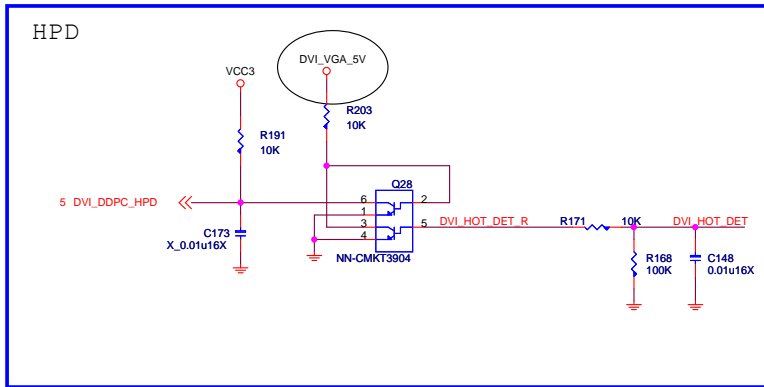 HPD
DVI_VGA_5V
VCC3
R203
10K
R191
10K
Q28
5 DVI_DDPC_HPD
6
2
1
3
5
4
DVI_HOT_DET_R
R171
10K
DVI_HOT_DET
C173
X_0.01u16X
NN-CMKT3904
R168
100K
C148
0.01u16X